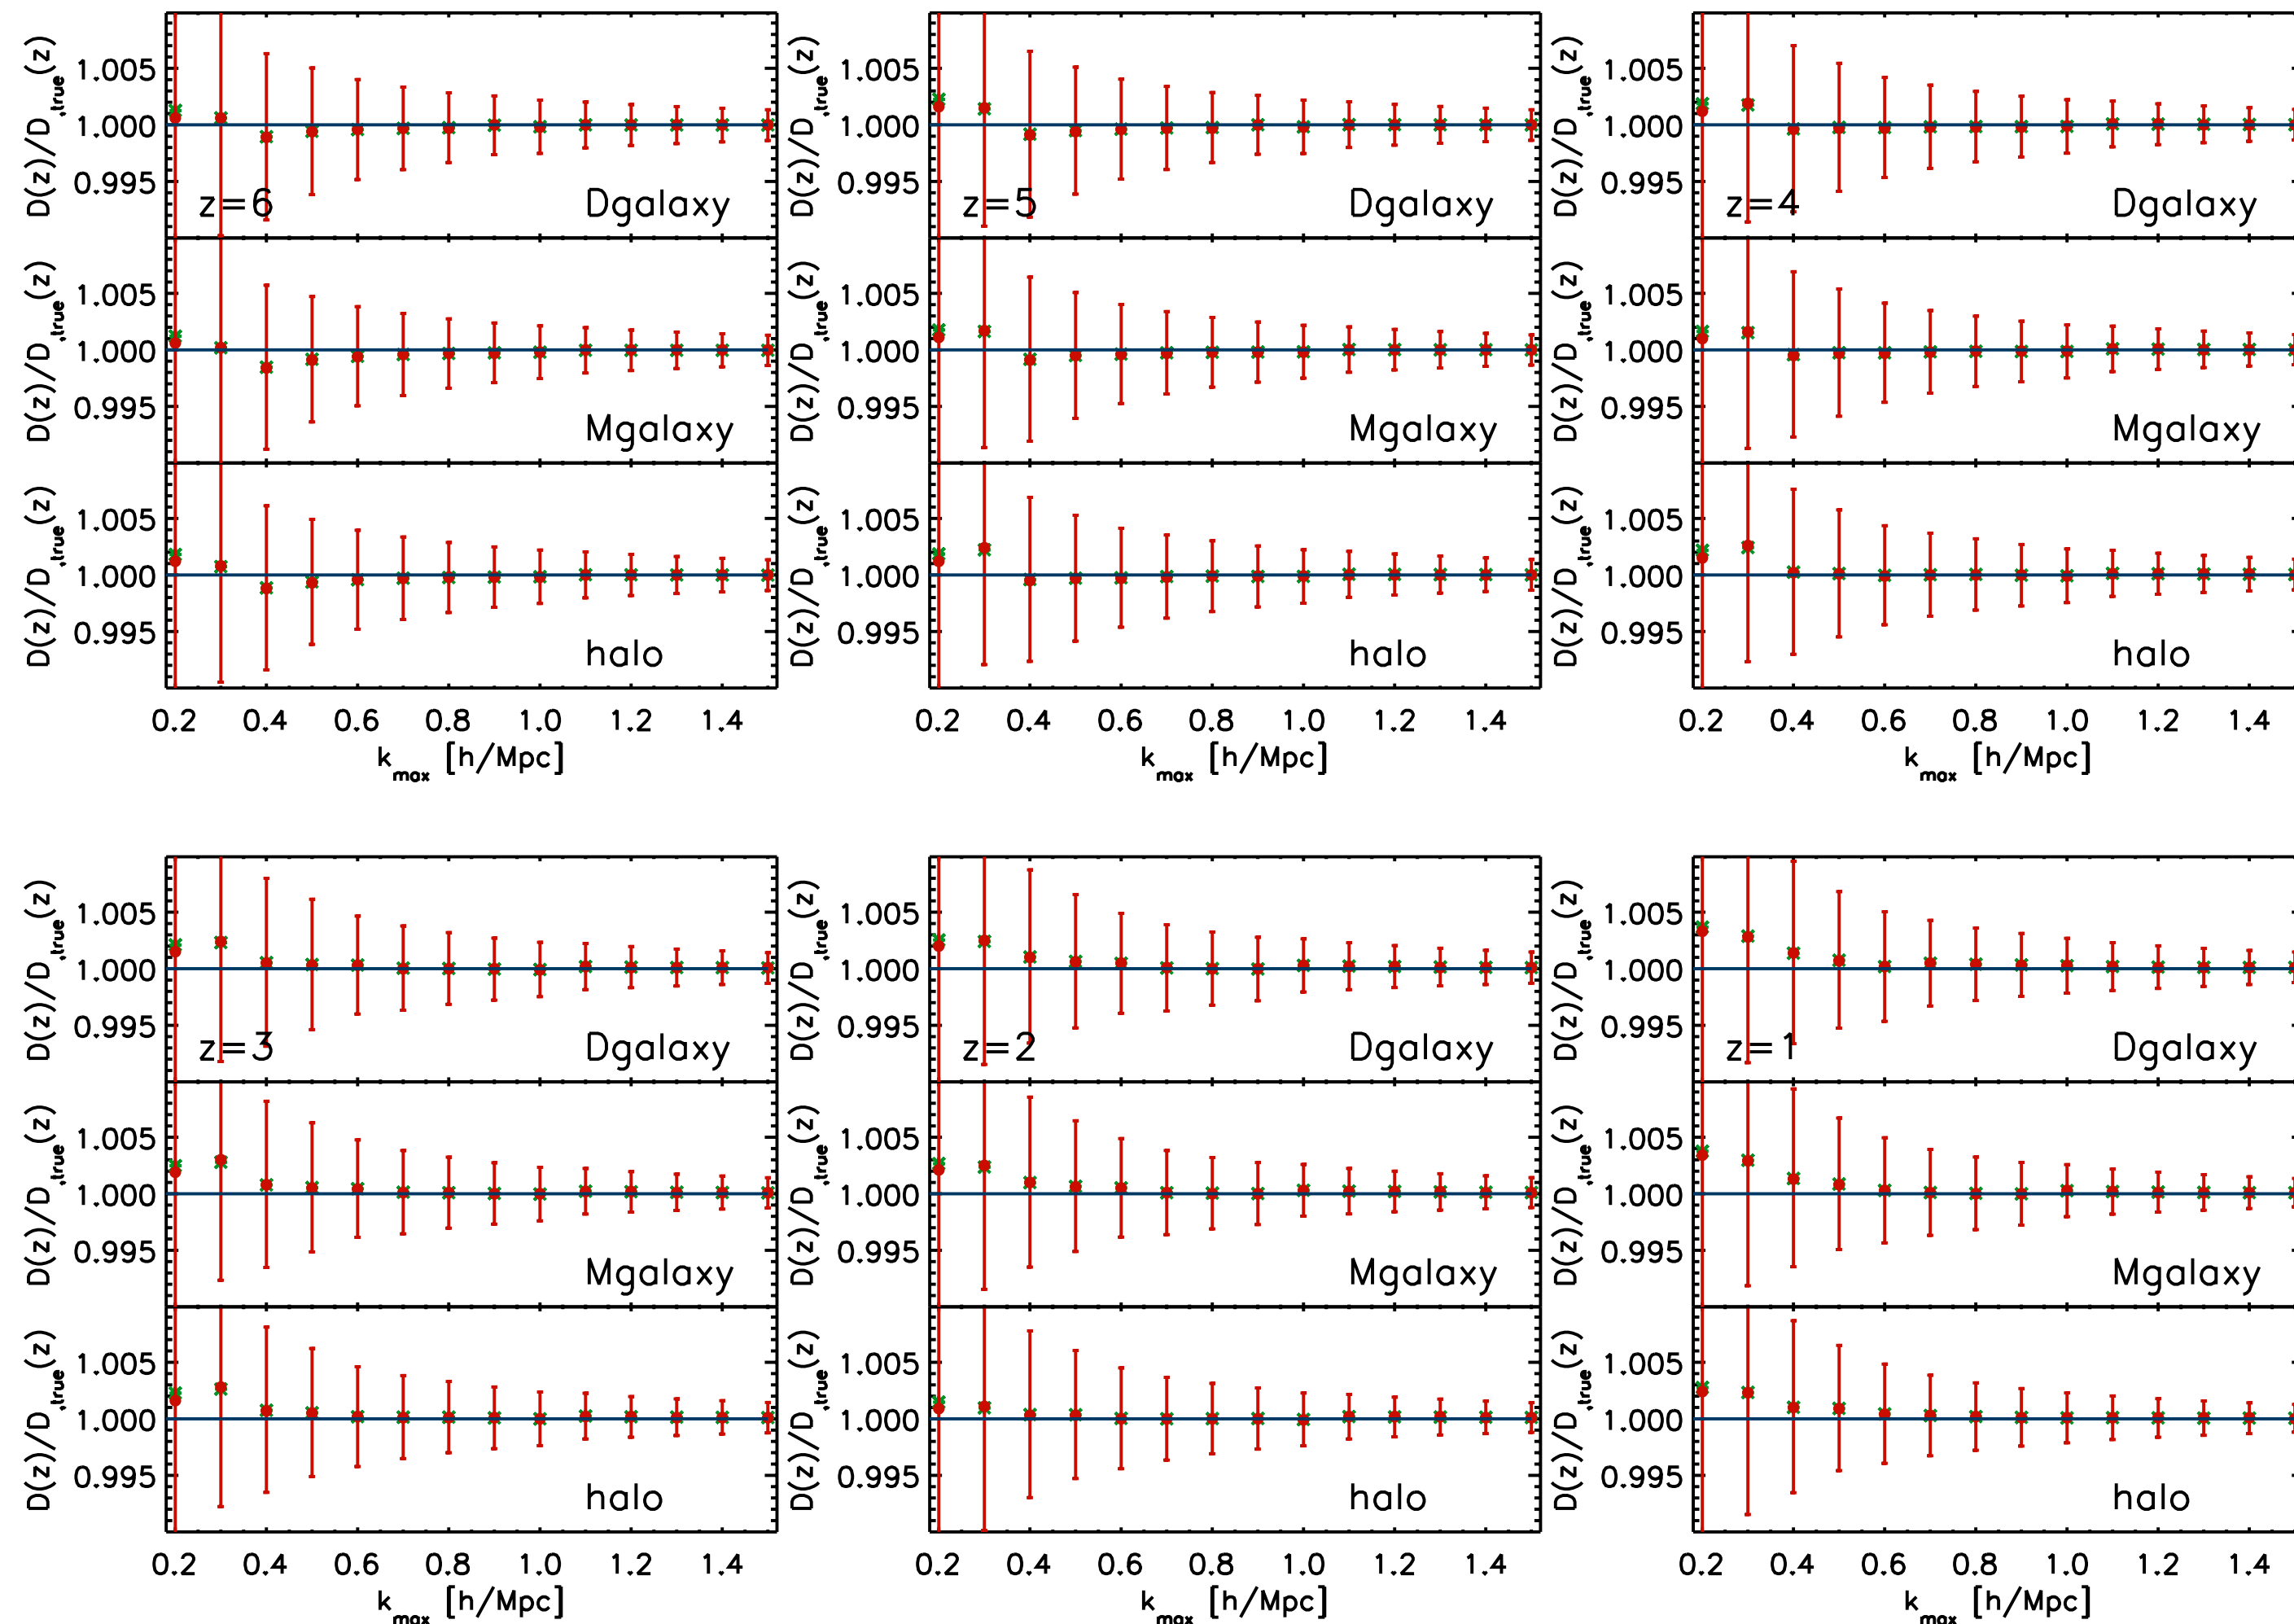 D(z)/D,true(z) 1.005 1.000 0.995 z=6 Dgalaxy
D(z)/D,true(z) 1.005 1.000 0.995 Mgalaxy
D(z)/D,true(z) 1.005 1.000 0.995 halo
0.2 0.4 0.6 0.8 1.0 1.2 1.4
kmax [h/Mpc]
D(z)/D,true(z) 1.005 1.000 0.995 z=5 Dgalaxy
D(z)/D,true(z) 1.005 1.000 0.995 Mgalaxy
D(z)/D,true(z) 1.005 1.000 0.995 halo
0.2 0.4 0.6 0.8 1.0 1.2 1.4
kmax [h/Mpc]
D(z)/D,true(z) 1.005 1.000 0.995 z=4 Dgalaxy
D(z)/D,true(z) 1.005 1.000 0.995 Mgalaxy
D(z)/D,true(z) 1.005 1.000 0.995 halo
0.2 0.4 0.6 0.8 1.0 1.2 1.4
kmax [h/Mpc]
D(z)/D,true(z) 1.005 1.000 0.995 z=3 Dgalaxy
D(z)/D,true(z) 1.005 1.000 0.995 Mgalaxy
D(z)/D,true(z) 1.005 1.000 0.995 halo
0.2 0.4 0.6 0.8 1.0 1.2 1.4
kmax [h/Mpc]
D(z)/D,true(z) 1.005 1.000 0.995 z=2 Dgalaxy
D(z)/D,true(z) 1.005 1.000 0.995 Mgalaxy
D(z)/D,true(z) 1.005 1.000 0.995 halo
0.2 0.4 0.6 0.8 1.0 1.2 1.4
kmax [h/Mpc]
D(z)/D,true(z) 1.005 1.000 0.995 z=1 Dgalaxy
D(z)/D,true(z) 1.005 1.000 0.995 Mgalaxy
D(z)/D,true(z) 1.005 1.000 0.995 halo
0.2 0.4 0.6 0.8 1.0 1.2 1.4
kmax [h/Mpc]